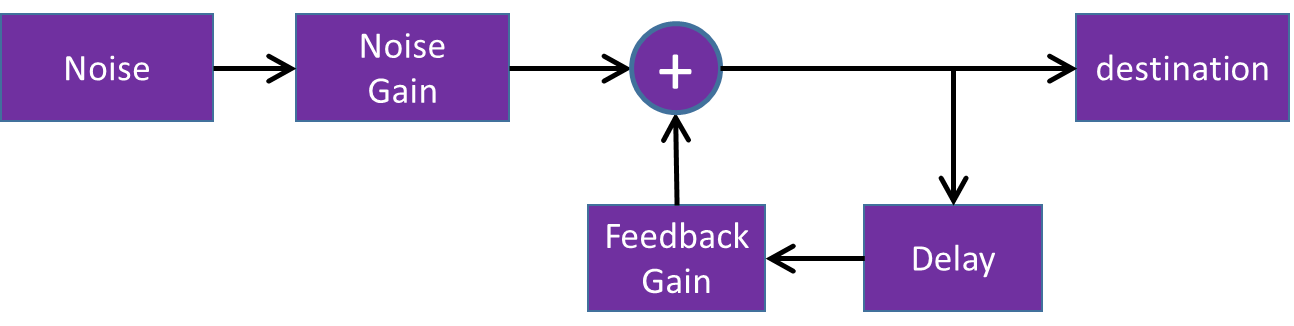 Noise
Noise
Gain
+
destination
Feedback
Gain
Delay